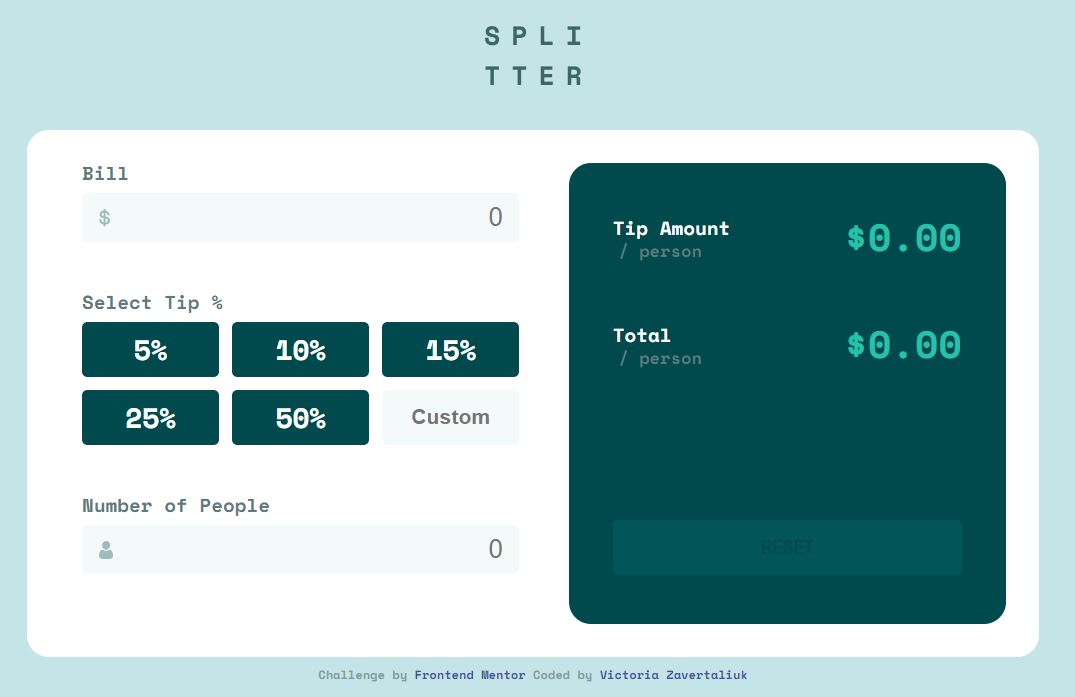 SPLI
TTER
Bill
$ 0
Select Tip %
5% 10% 15%
25% 50% Custom
Number of People
0
Tip Amount $0.00
/ person
Total $0.00
/ person
RESET
Challenge by Frontend Mentor Coded by Victoria Zavertaliuk